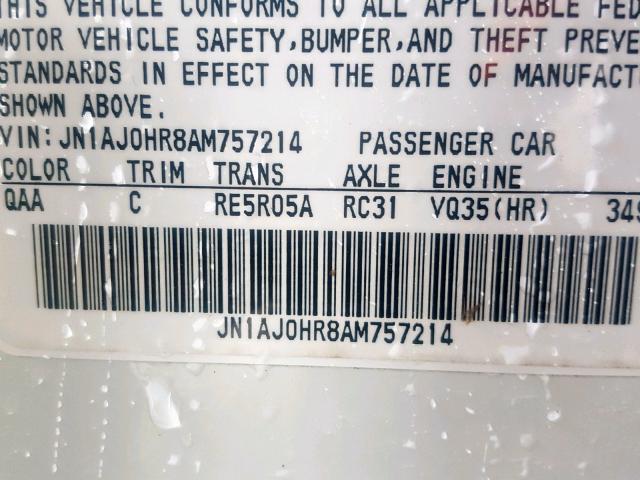 THIS VEHICLE CONFORMS TO ALL APPLICABLE FED
MOTOR VEHICLE SAFETY,BUMPER,AND THEFT PREVE
STANDARDS IN EFFECT ON THE DATE OF MANUFACT
SHOWN ABOVE.
VIN:JN1AJ0HR8AM757214 PASSENGER CAR
COLOR TRIM TRANS AXLE ENGINE
QAA C RE5R05A RC31 VQ35(HR) 34S
JN1AJ0HR8AM757214